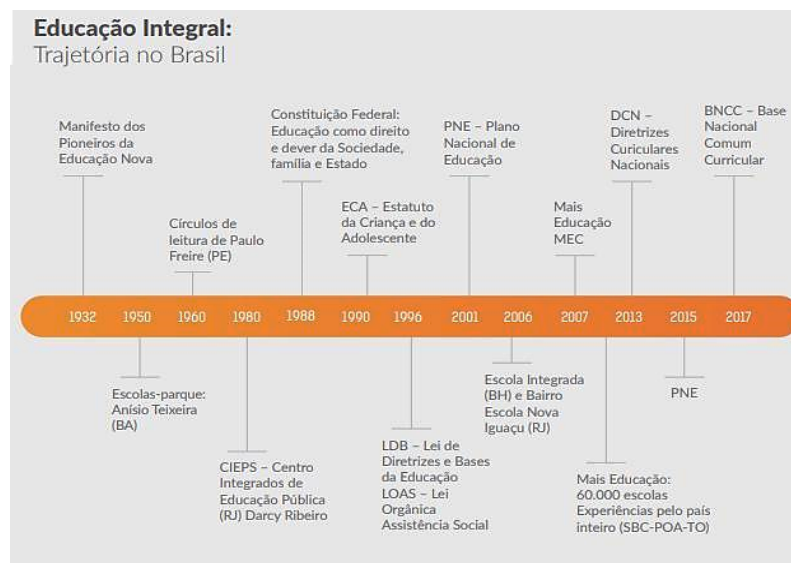 Educação Integral:
Trajetória no Brasil
Manifesto dos
Pioneiros da
Educação Nova
Círculos de
leitura de Paulo
Freire (PE)
Constituição Federal:
Educação como direito
e dever da Sociedade,
família e Estado
ECA – Estatuto
da Criança e do
Adolescente
PNE – Plano
Nacional de
Educação
Mais
Educação
MEC
DCN –
Diretrizes
Curiculares
Nacionais
BNCC – Base
Nacional
Comum
Curricular
1932 1950 1960 1980 1988 1990 1996 2001 2006 2007 2013 2015 2017
Escolas-parque:
Anísio Teixeira
(BA)
CIEPS – Centro
Integrados de
Educação Pública
(RJ) Darcy Ribeiro
LDB – Lei de
Diretrizes e Bases
da Educação
LOAS – Lei
Orgânica
Assistência Social
Escola Integrada
(BH) e Bairro
Escola Nova
Iguaçu (RJ)
Mais Educação:
60.000 escolas
Experiências pelo país
inteiro (SBC-POA-TO)
PNE